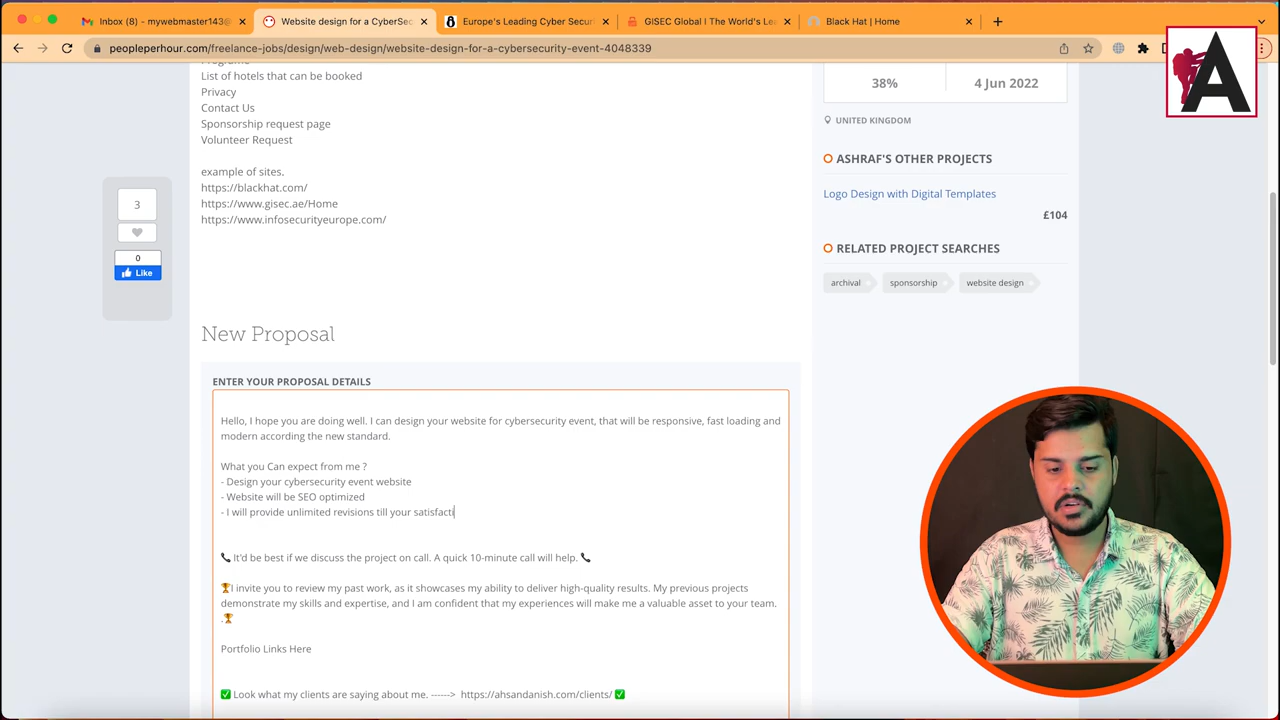 Inbox (8) - mywebmaster143@
Website design for a CyberSec
Europe's Leading Cyber Securi
GISEC Global I The World's Lea
Black Hat | Home
peopleperhour.com/freelance-jobs/design/web-design/website-design-for-a-cybersecurity-event-4048339
A
List of hotels that can be booked
Privacy
Contact Us
Sponsorship request page
Volunteer Request
example of sites.
https://blackhat.com/
https://www.gisec.ae/Home
https://www.infosecurityeurope.com/
3
0
Like
38%
4 Jun 2022
UNITED KINGDOM
ASHRAF'S OTHER PROJECTS
Logo Design with Digital Templates
£104
RELATED PROJECT SEARCHES
archival
sponsorship
website design
New Proposal
ENTER YOUR PROPOSAL DETAILS
Hello, I hope you are doing well. I can design your website for cybersecurity event, that will be responsive, fast loading and
modern according the new standard.
What you Can expect from me ?
- Design your cybersecurity event website
- Website will be SEO optimized
- I will provide unlimited revisions till your satisfacti
📞 It'd be best if we discuss the project on call. A quick 10-minute call will help. 📞
🏆I invite you to review my past work, as it showcases my ability to deliver high-quality results. My previous projects
demonstrate my skills and expertise, and I am confident that my experiences will make me a valuable asset to your team.
.🏆
Portfolio Links Here
✅ Look what my clients are saying about me. ------> https://ahsandanish.com/clients/ ✅